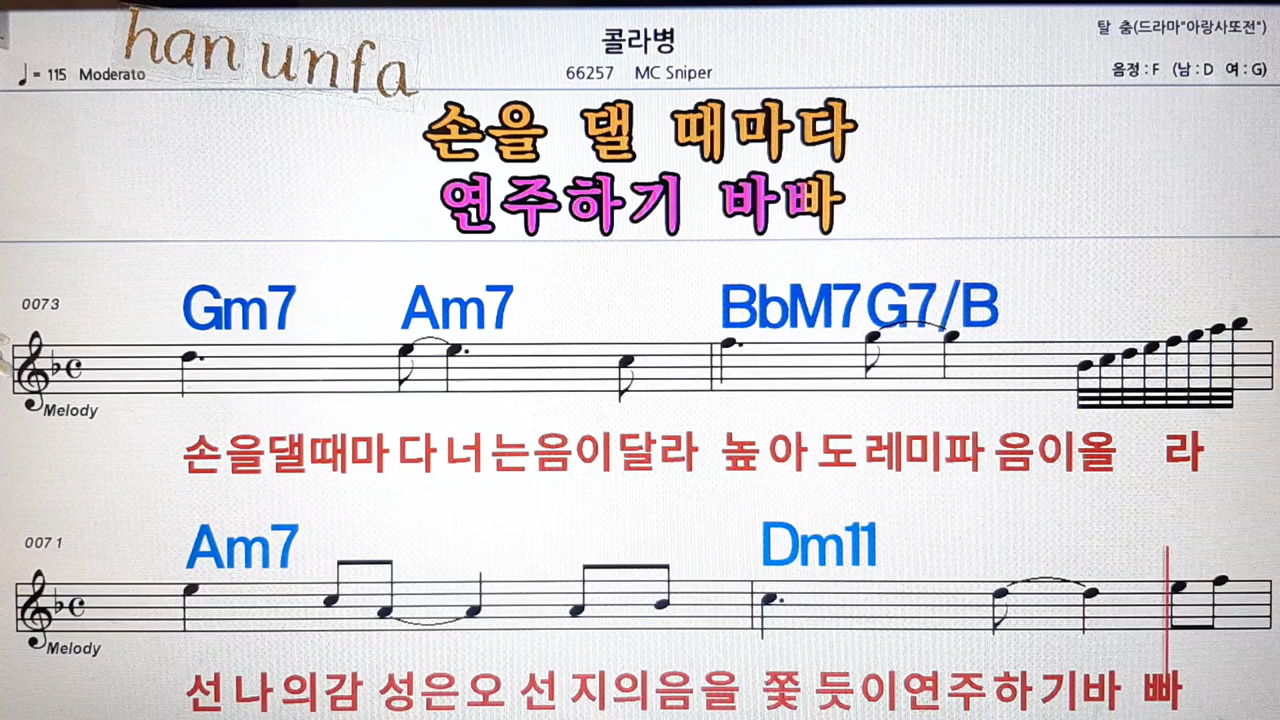 han unfa
콜라병
탈 춤(드라마"아랑사또전")
♩= 115 Moderato
66257 MC Sniper
음정 : F (남 : D 여 : G)
손을 댈 때마다
연주하기 바빠
0073
Gm7 Am7 BbM7 G7/B
Melody
손을댈때마다너는음이달라 높아도레미파음이올 라
0071
Am7 Dm11
Melody
선나의감성은오선지의음을쫓듯이연주하기바 빠